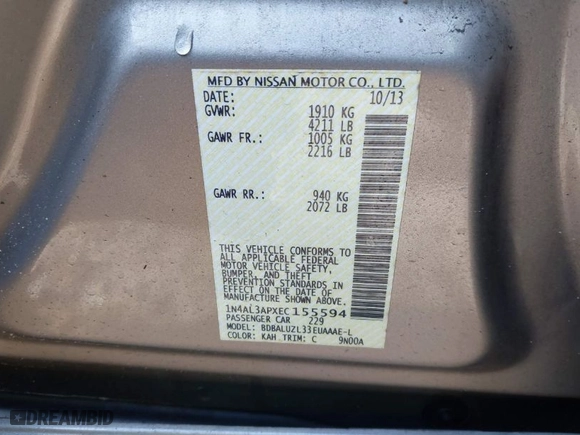 MFD BY NISSAN MOTOR CO., LTD.
DATE: 10/13
GVWR: 1910 KG
4211 LB
GAWR FR.: 1005 KG
2216 LB
GAWR RR.: 940 KG
2072 LB
THIS VEHICLE CONFORMS TO
ALL APPLICABLE FEDERAL
MOTOR VEHICLE SAFETY,
BUMPER, AND THEFT
PREVENTION STANDARDS IN
EFFECT ON THE DATE OF
MANUFACTURE SHOWN ABOVE.
1N4AL3APXEC155594
PASSENGER CAR 229
MODEL: BDBALUZL33EUAAAE-L
COLOR: KAH TRIM: C 9N00A
DREAMBID